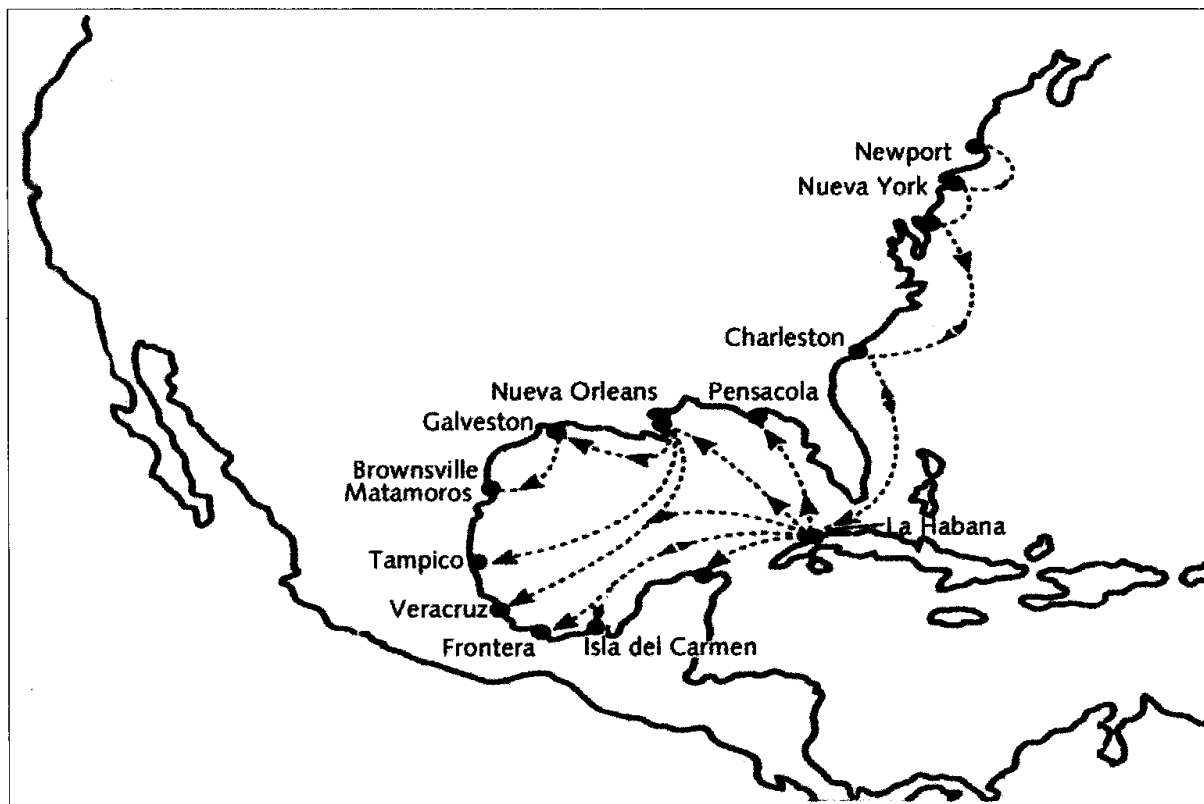 Newport
Nueva York
Charleston
Nueva Orleans
Pensacola
Galveston
Brownsville
Matamoros
La Habana
Tampico
Veracruz
Frontera
Isla del Carmen